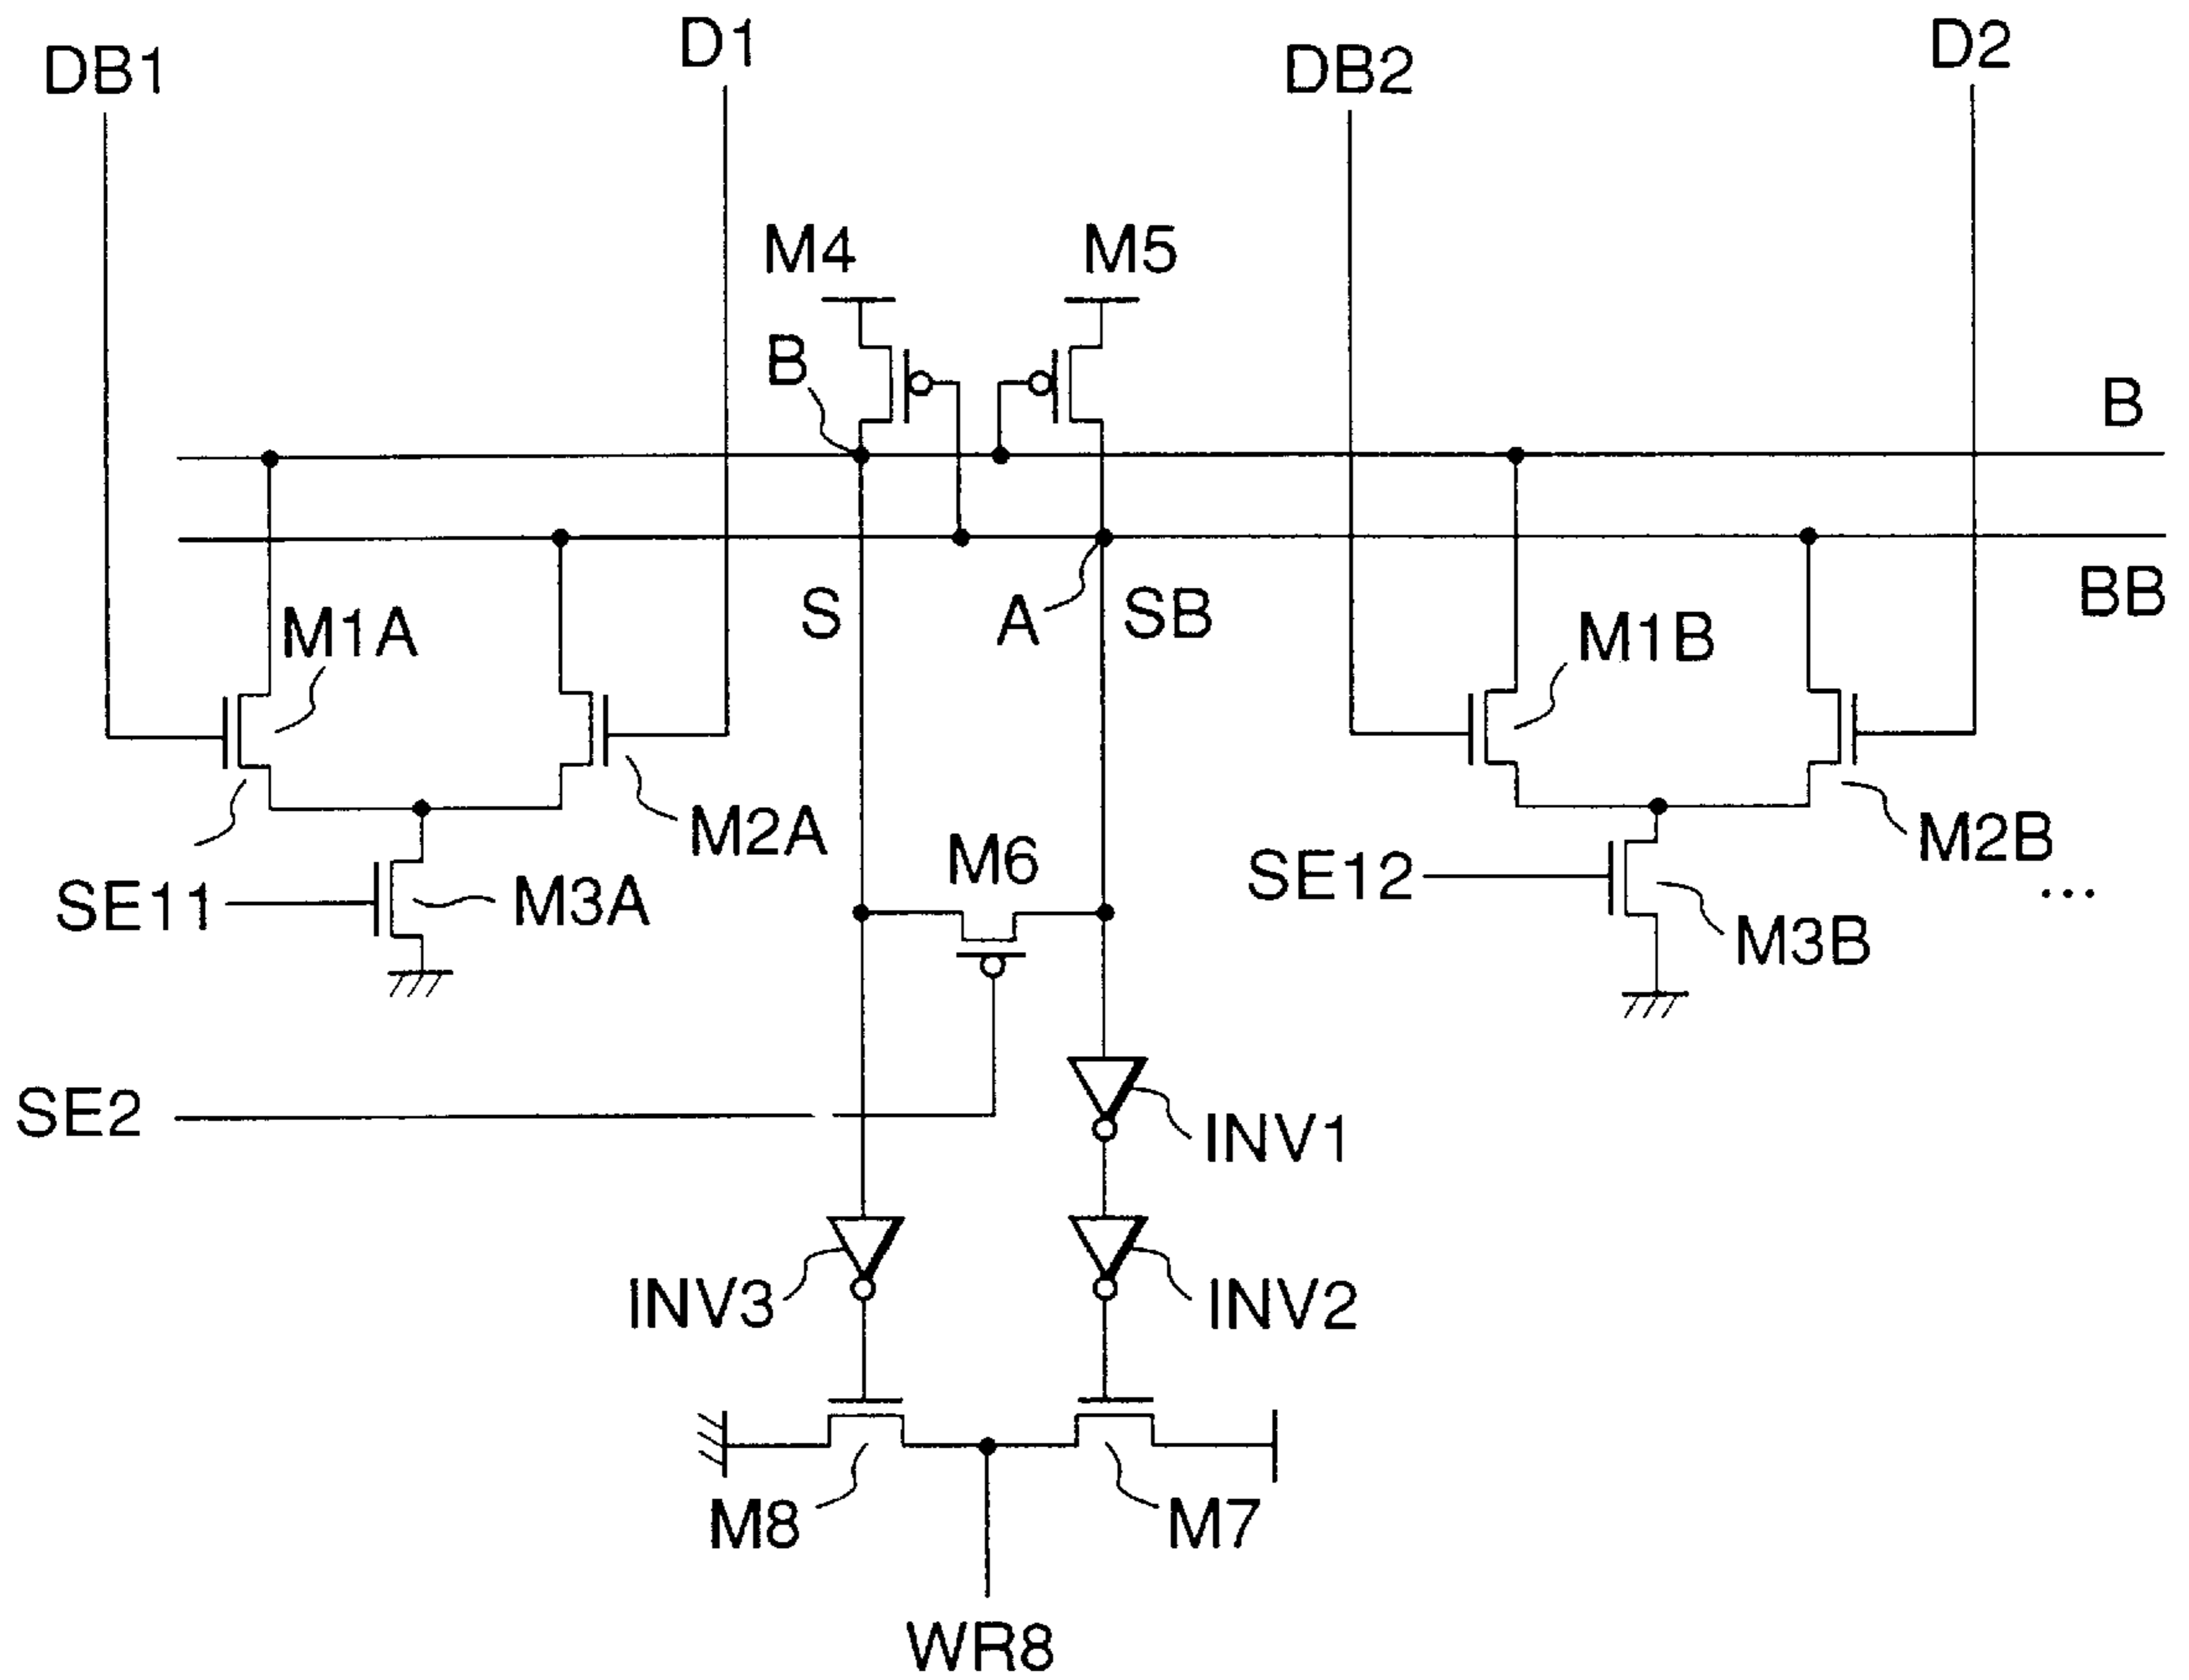 DB1
D1
DB2
D2
M4
M5
B
B
BB
S
A
SB
M1A
M1B
M2A
M2B
M6
SE11
M3A
SE12
M3B
...
SE2
INV1
INV3
INV2
M8
M7
WR8